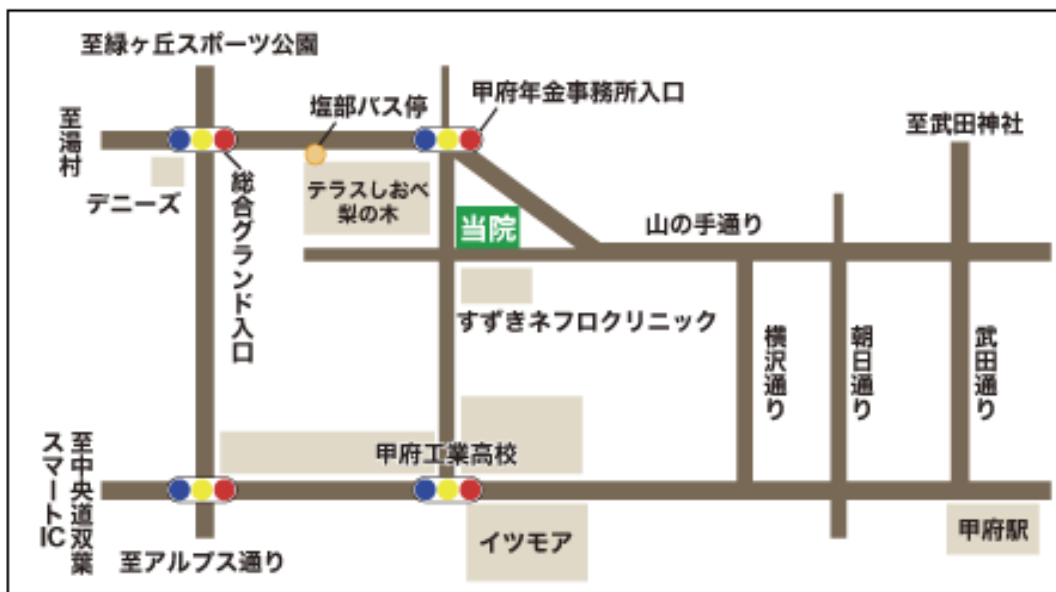 至緑ヶ丘スポーツ公園
塩部バス停
甲府年金事務所入口
至武田神社
至湯村
デニーズ
総合グランド入口
テラスしおべ
梨の木
当院
山の手通り
すずきネフロクリニック
横沢通り
朝日通り
武田通り
甲府工業高校
至中央道双葉
スマートIC
至アルプス通り
イツモア
甲府駅